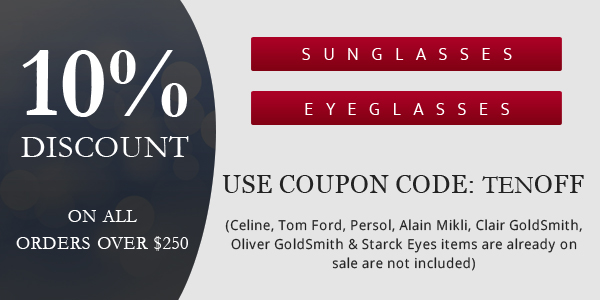 10%
DISCOUNT
ON ALL
ORDERS OVER $250
SUNGLASSES
EYEGLASSES
USE COUPON CODE: TENOFF
(Celine, Tom Ford, Persol, Alain Mikli, Clair GoldSmith,
Oliver GoldSmith & Starck Eyes items are already on
sale are not included)